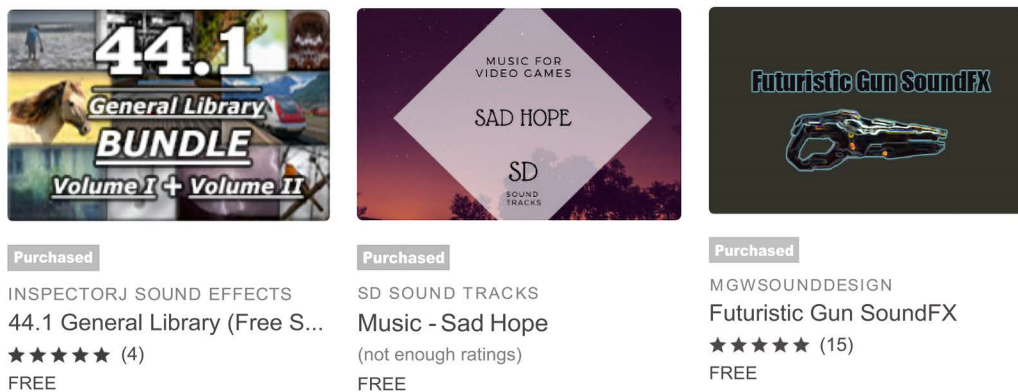 44.1
General Library
BUNDLE
Volume I + Volume II
Purchased
INSPECTORJ SOUND EFFECTS
44.1 General Library (Free S...
★★★★★ (4)
FREE
MUSIC FOR
VIDEO GAMES
SAD HOPE
SD
SOUND
TRACKS
Purchased
SD SOUND TRACKS
Music - Sad Hope
(not enough ratings)
FREE
Futuristic Gun SoundFX
Purchased
MGWSOUNDDESIGN
Futuristic Gun SoundFX
★★★★★ (15)
FREE